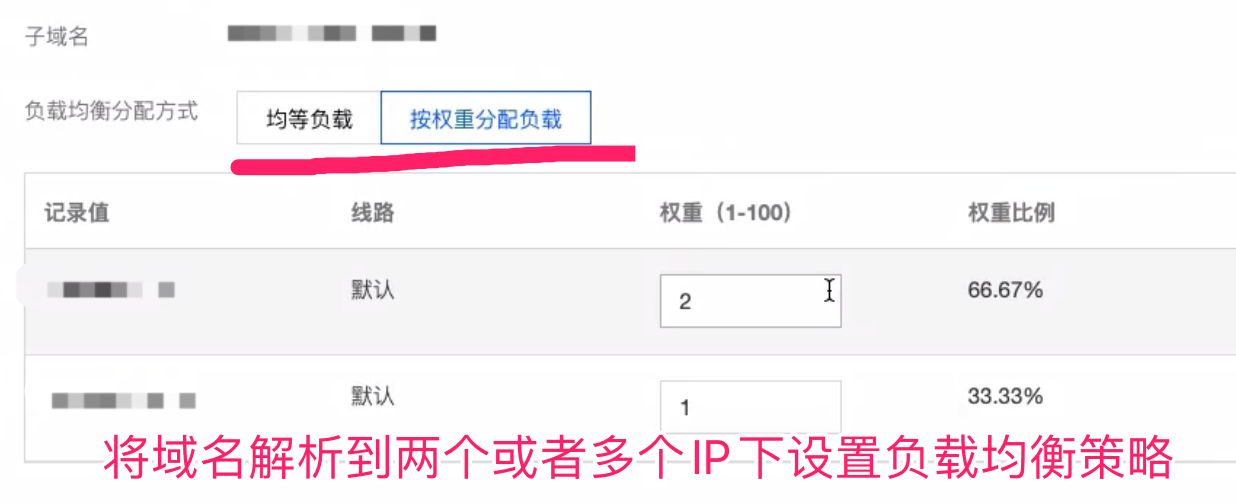 子域名
负载均衡分配方式 均等负载 按权重分配负载
记录值 线路 权重（1-100） 权重比例
默认 2 66.67%
默认 1 33.33%
将域名解析到两个或者多个IP下设置负载均衡策略